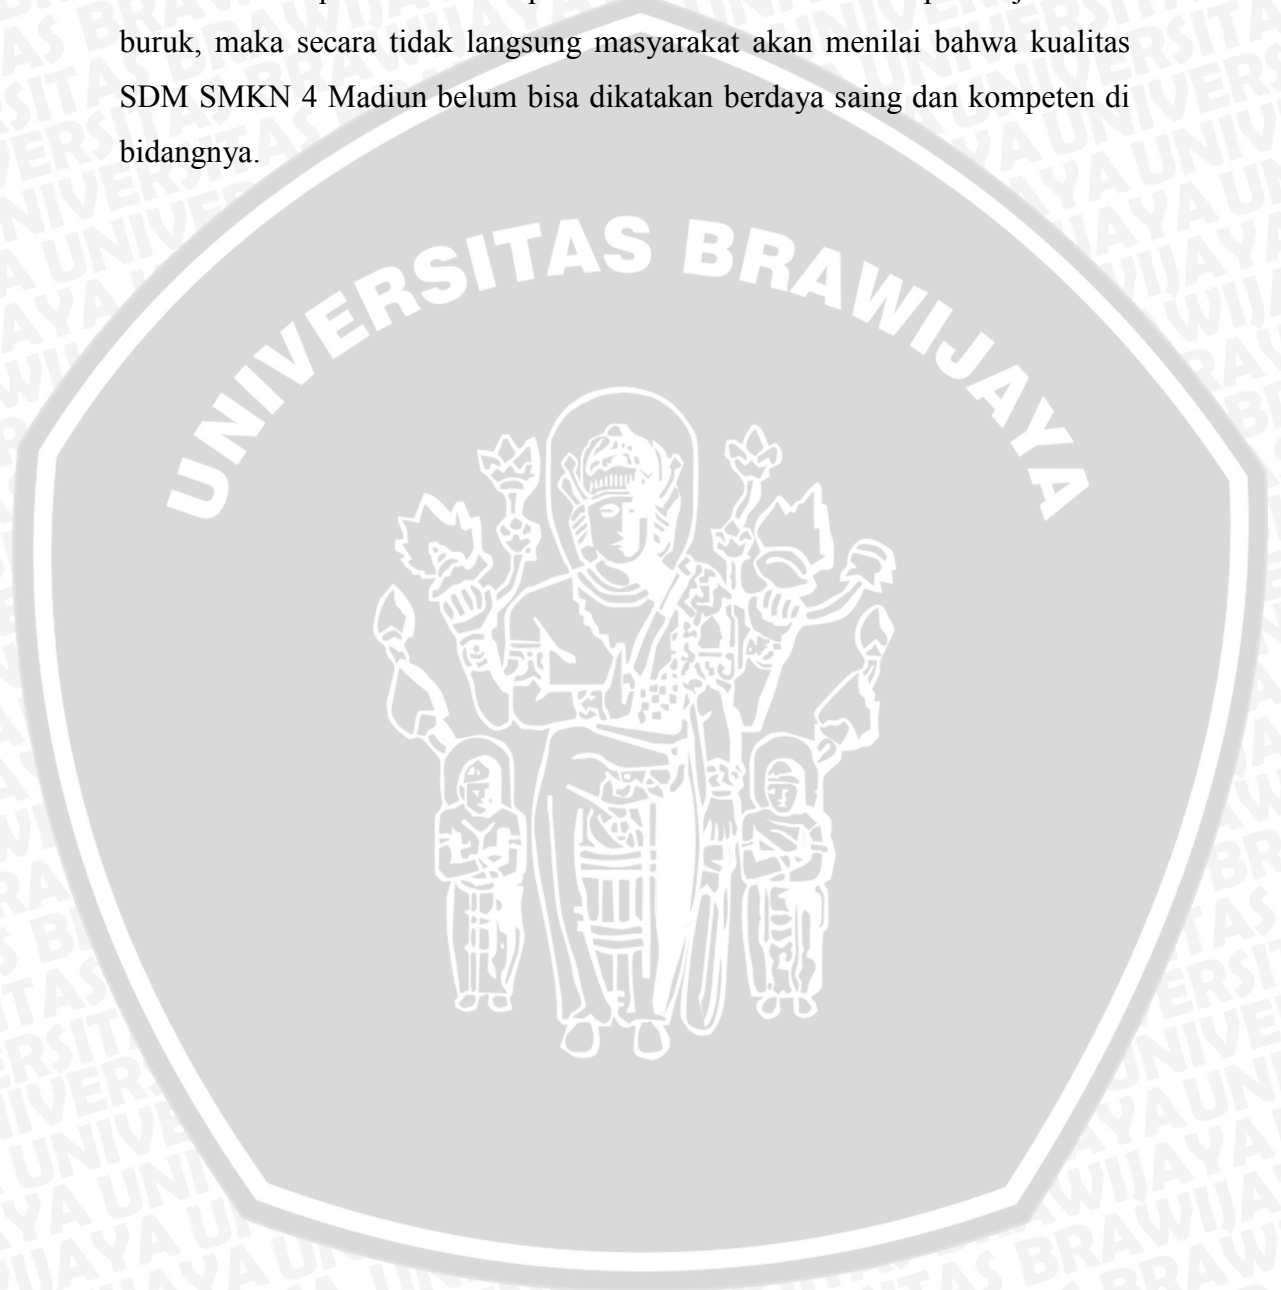 buruk, maka secara tidak langsung masyarakat akan menilai bahwa kualitas
SDM SMKN 4 Madiun belum bisa dikatakan berdaya saing dan kompeten di
bidangnya.
UNIVERSITAS BRAWIJAYA